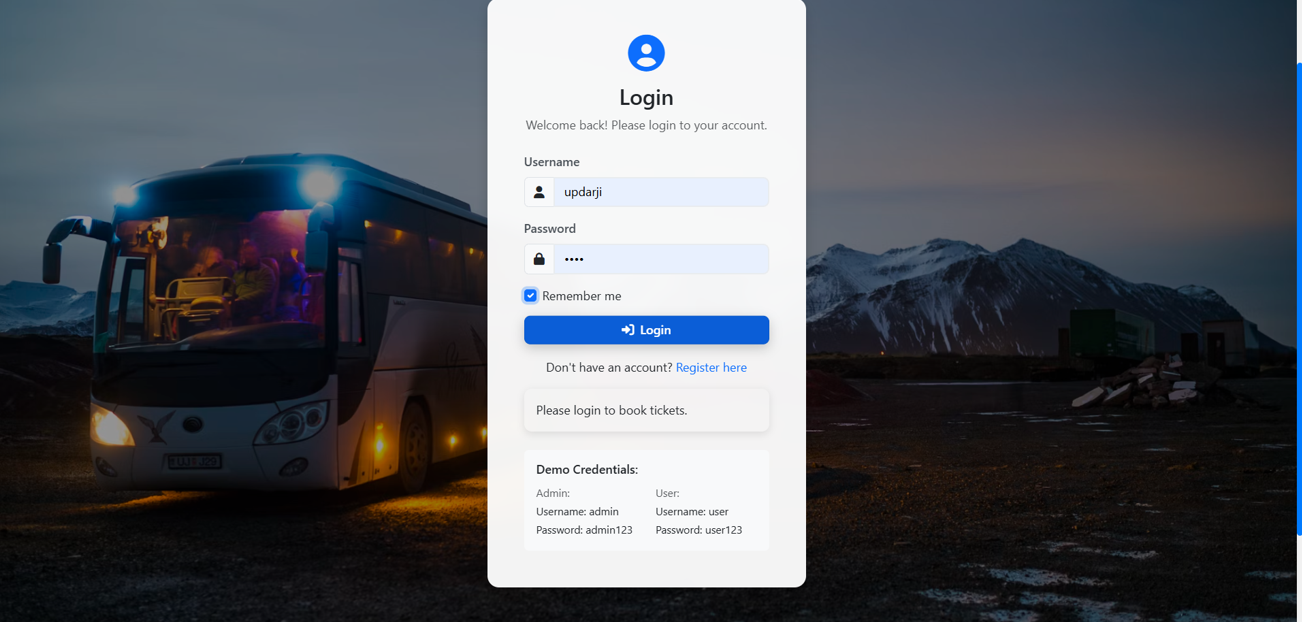 Login
Welcome back! Please login to your account.
Username
updarji
Password
••••
Remember me
Login
Don't have an account? Register here
Please login to book tickets.
Demo Credentials:
Admin: User:
Username: admin Username: user
Password: admin123 Password: user123